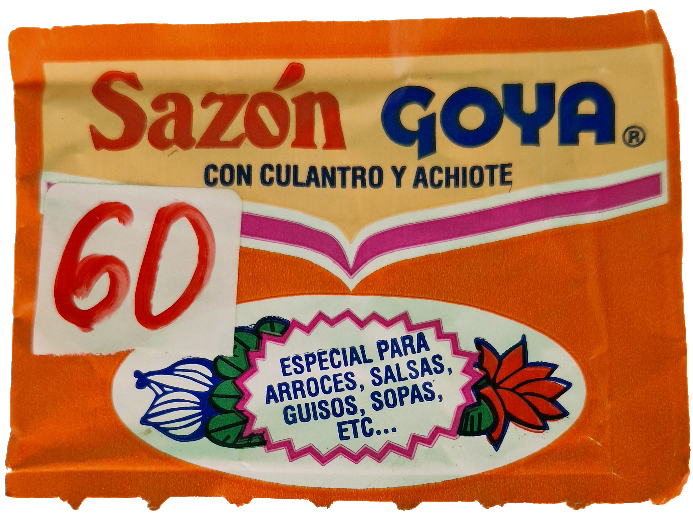 Sazón GOYA®
CON CULANTRO Y ACHIOTE
60
ESPECIAL PARA
ARROCES, SALSAS,
GUISOS, SOPAS,
ETC...